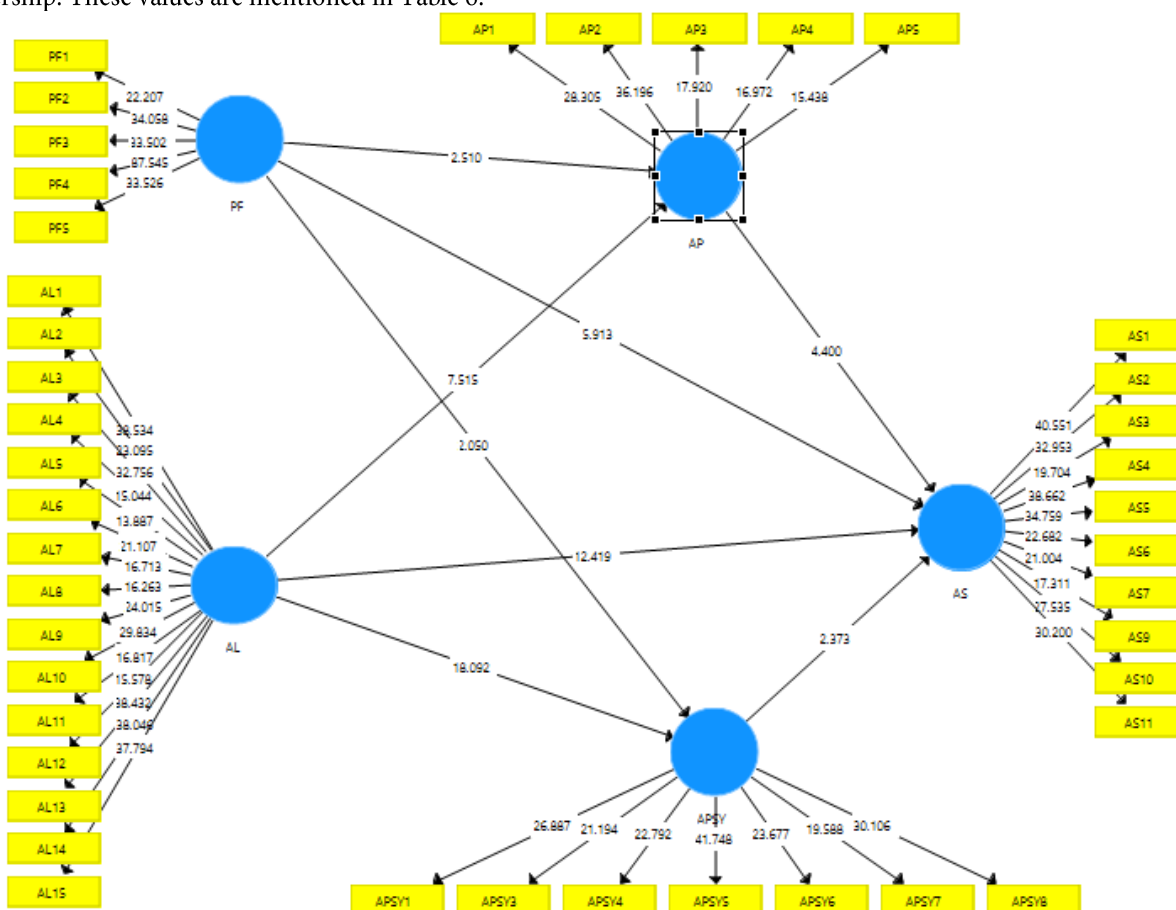 ership. These values are mentioned in Table 6.
AP1 AP2 AP3 AP4 AP5
28.305 36.196 17.920 16.972 15.438
PF1
PF2
PF3
PF4
PF5
22.207
34.058
33.502
87.545
33.526
PF
2.510
AP
5.913
4.400
7.515
2.050
AL1
AL2
AL3
AL4
AL5
AL6
AL7
AL8
AL9
AL10
AL11
AL12
AL13
AL14
AL15
23.095
32.756
15.044
13.887
21.107
16.713
16.263
24.015
29.834
16.817
15.578
38.432
38.046
37.794
AL
12.419
18.092
2.373
AS1
AS2
AS3
AS4
AS5
AS6
AS7
AS9
AS10
AS11
40.551
32.953
19.704
38.662
34.759
22.682
21.004
17.311
27.535
30.200
AS
APSY
26.887 21.194 22.792 41.748 23.677 19.588 30.106
APSY1 APSY3 APSY4 APSY5 APSY6 APSY7 APSY8